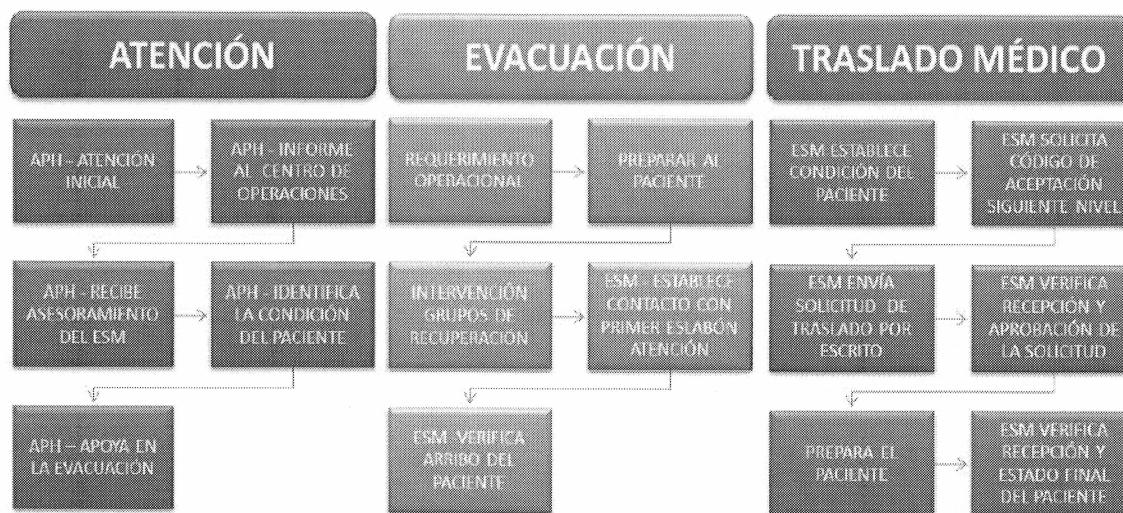 ATENCIÓN
APH - ATENCIÓN
INICIAL
APH - INFORME
AL CENTRO DE
OPERACIONES
APH - RECIBE
ASESORAMIENTO
DEL ESM
APH - IDENTIFICA
LA CONDICIÓN
DEL PACIENTE
APH – APOYA EN
LA EVACUACIÓN
EVACUACIÓN
REQUERIMIENTO
OPERACIONAL
PREPARAR AL
PACIENTE
INTERVENCIÓN
GRUPOS DE
RECUPERACIÓN
ESM - ESTABLECE
CONTACTO CON
PRIMER ESLABÓN
ATENCIÓN
ESM VERIFICA
ARRIBO DEL
PACIENTE
TRASLADO MÉDICO
ESM ESTABLECE
CONDICIÓN DEL
PACIENTE
ESM SOLICITA
CÓDIGO DE
ACEPTACIÓN
SIGUIENTE NIVEL
ESM ENVÍA
SOLICITUD DE
TRASLADO POR
ESCRITO
ESM VERIFICA
RECEPCIÓN Y
APROBACIÓN DE
LA SOLICITUD
PREPARA EL
PACIENTE
ESM VERIFICA
RECEPCIÓN Y
ESTADO FINAL
DEL PACIENTE